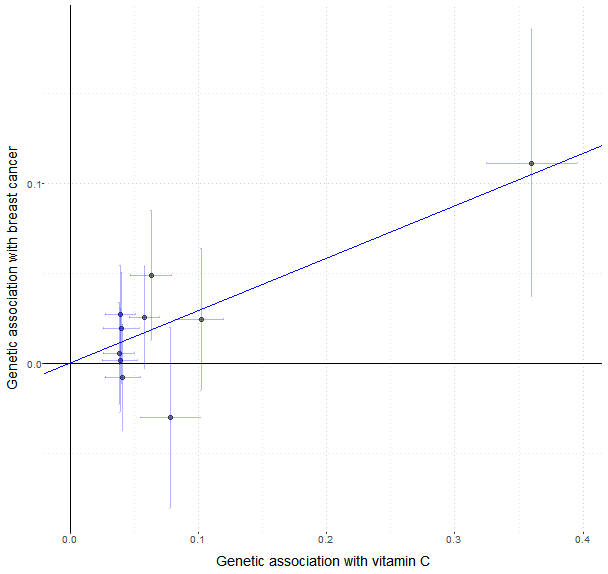 Genetic association with breast cancer
0.1
0.0
0.0 0.1 0.2 0.3 0.4
Genetic association with vitamin C